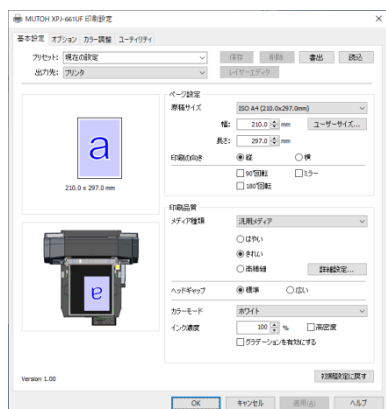 MUTOH XPJ-661UF 印刷設定
基本設定 オプション カラー調整 ユーティリティ
プリセット: 現在の設定 保存 削除 書出 読込
出力先: プリンタ レイヤーエディタ
ページ設定
原稿サイズ ISO A4 (210.0x297.0mm)
幅: 210.0 mm ユーザーサイズ...
長さ: 297.0 mm
印刷の向き 縦 横
90°回転 ミラー
180°回転
a
210.0 x 297.0 mm
印刷品質
メディア種類 汎用メディア
はやい
きれい
高精細 詳細設定...
ヘッドギャップ 標準 広い
カラーモード ホワイト
インク濃度 100 % 高密度
グラデーションを有効にする
a
Version 1.00 初期設定に戻す
OK キャンセル 適用(A) ヘルプ